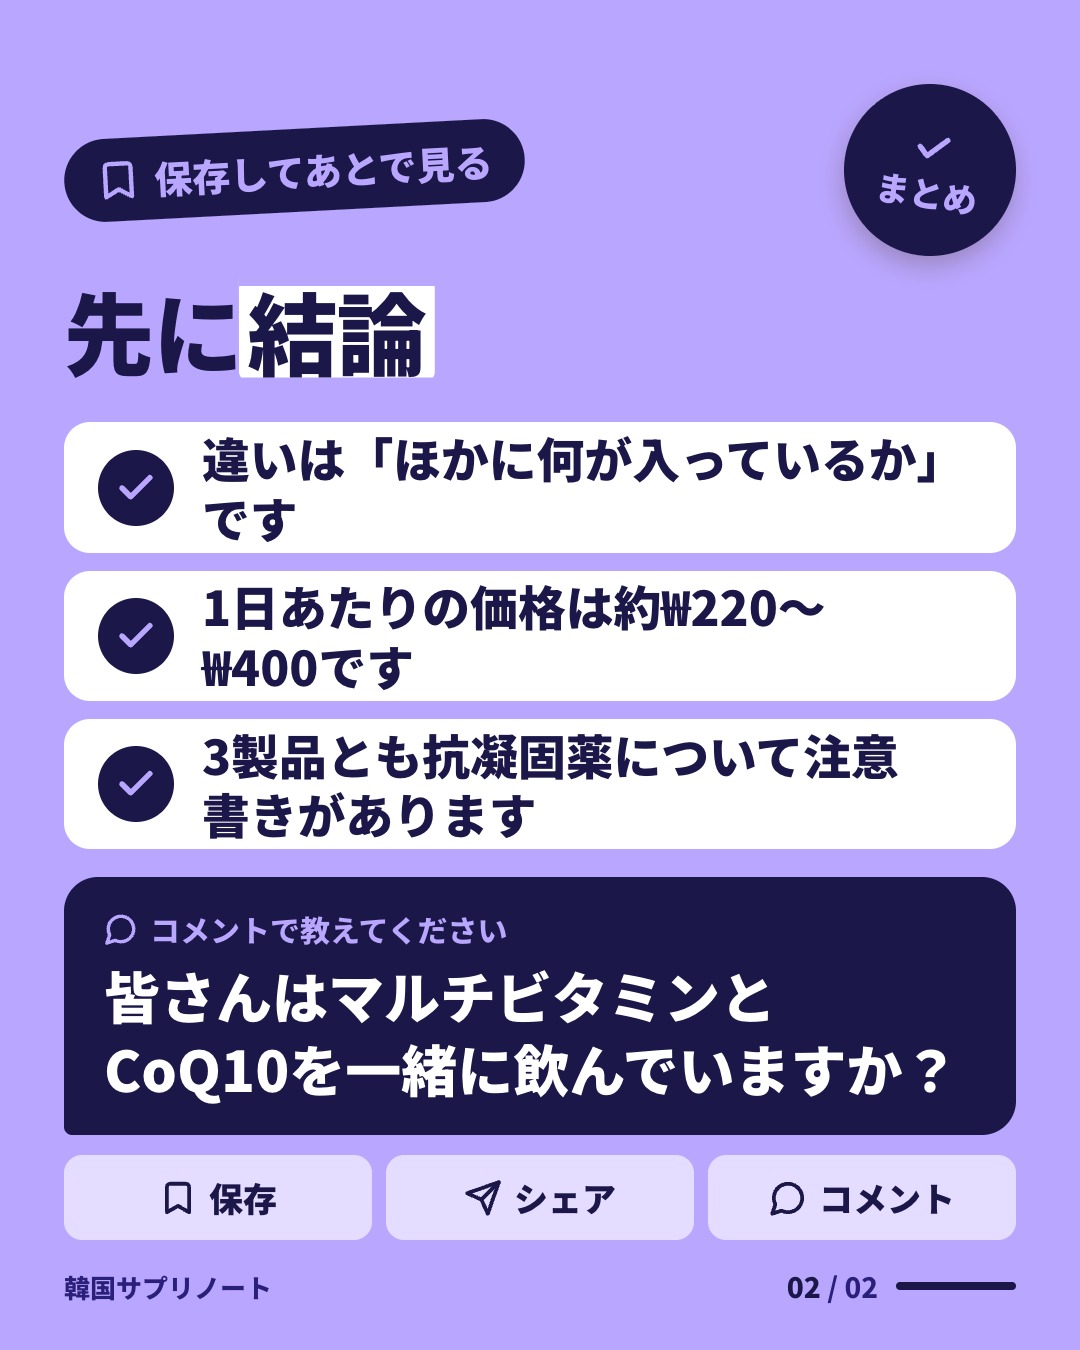 保存してあとで見る
まとめ
先に結論
違いは「ほかに何が入っているか」
です
1日あたりの価格は約₩220〜
₩400です
3製品とも抗凝固薬について注意
書きがあります
コメントで教えてください
皆さんはマルチビタミンと
CoQ10を一緒に飲んでいますか？
保存
シェア
コメント
韓国サプリノート
02 / 02